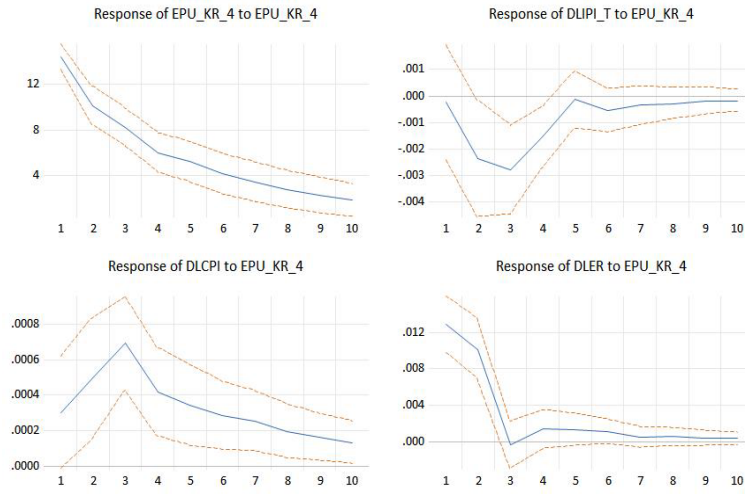 Response of EPU_KR_4 to EPU_KR_4
12
8
4
1 2 3 4 5 6 7 8 9 10
Response of DLIPI_T to EPU_KR_4
.001
.000
-.001
-.002
-.003
-.004
1 2 3 4 5 6 7 8 9 10
Response of DLCPI to EPU_KR_4
.0008
.0006
.0004
.0002
.0000
1 2 3 4 5 6 7 8 9 10
Response of DLER to EPU_KR_4
.012
.008
.004
.000
1 2 3 4 5 6 7 8 9 10